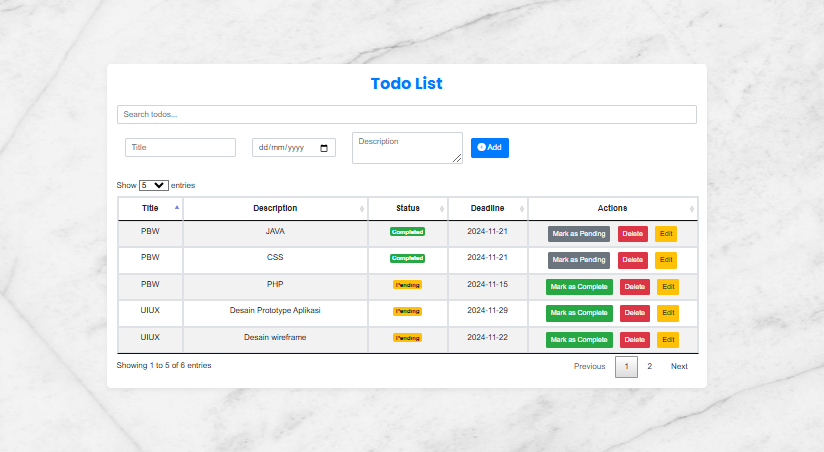 Todo List
Search todos...
Title dd/mm/yyyy Description Add
Show 5 entries
Title Description Status Deadline Actions
PBW JAVA Completed 2024-11-21 Mark as Pending Delete Edit
PBW CSS Completed 2024-11-21 Mark as Pending Delete Edit
PBW PHP Pending 2024-11-15 Mark as Complete Delete Edit
UIUX Desain Prototype Aplikasi Pending 2024-11-29 Mark as Complete Delete Edit
UIUX Desain wireframe Pending 2024-11-22 Mark as Complete Delete Edit
Showing 1 to 5 of 6 entries Previous 1 2 Next